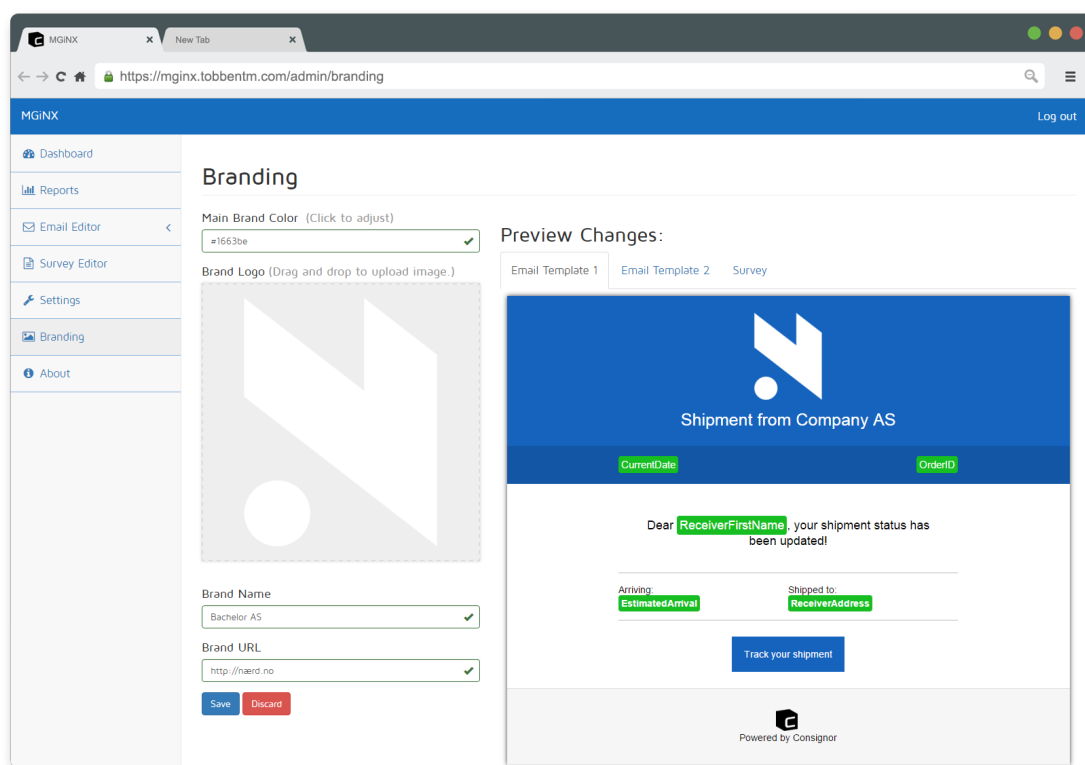 MGiNX
New Tab
https://mginx.tobbentm.com/admin/branding
MGiNX
Log out
Dashboard
Reports
Email Editor
Survey Editor
Settings
Branding
About
Branding
Main Brand Color (Click to adjust)
#1663be
Brand Logo (Drag and drop to upload image.)
Brand Name
Bachelor AS
Brand URL
http://nærd.no
Save Discard
Preview Changes:
Email Template 1 Email Template 2 Survey
Shipment from Company AS
CurrentDate OrderID
Dear ReceiverFirstName, your shipment status has
been updated!
Arriving: Shipped to:
EstimatedArrival ReceiverAddress
Track your shipment
Powered by Consignor